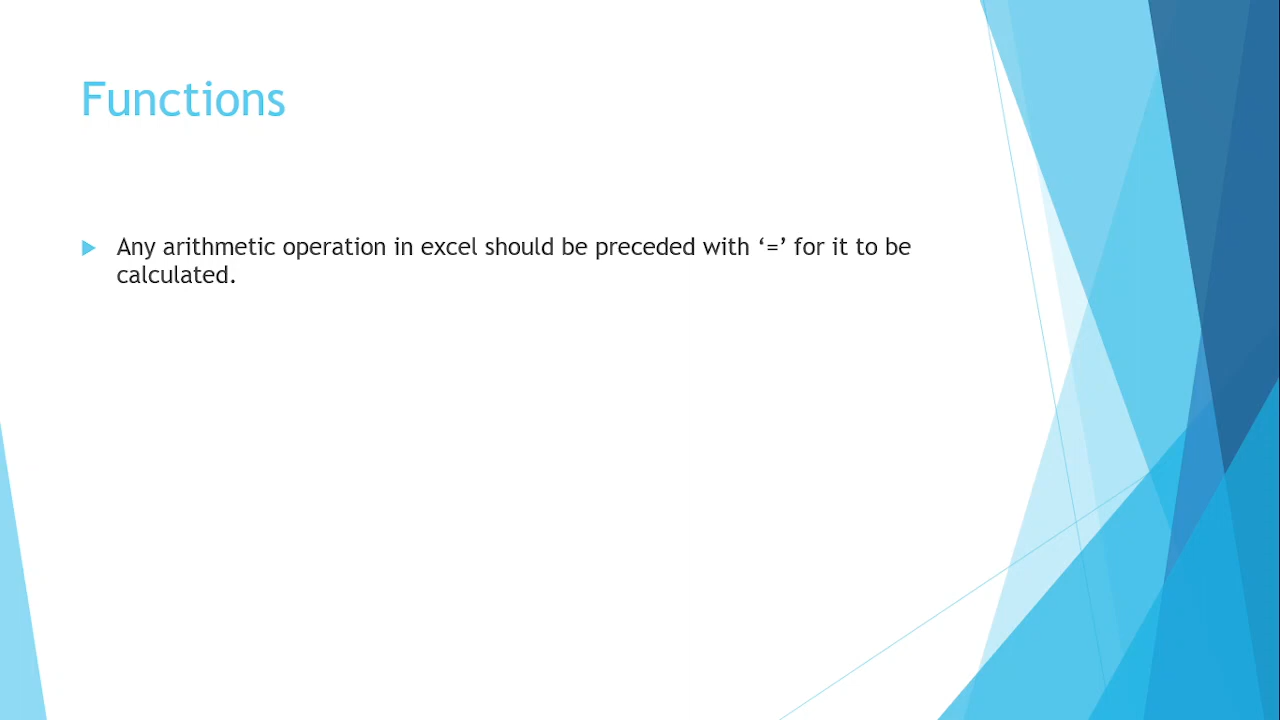 Functions
Any arithmetic operation in excel should be preceded with ‘=’ for it to be
calculated.